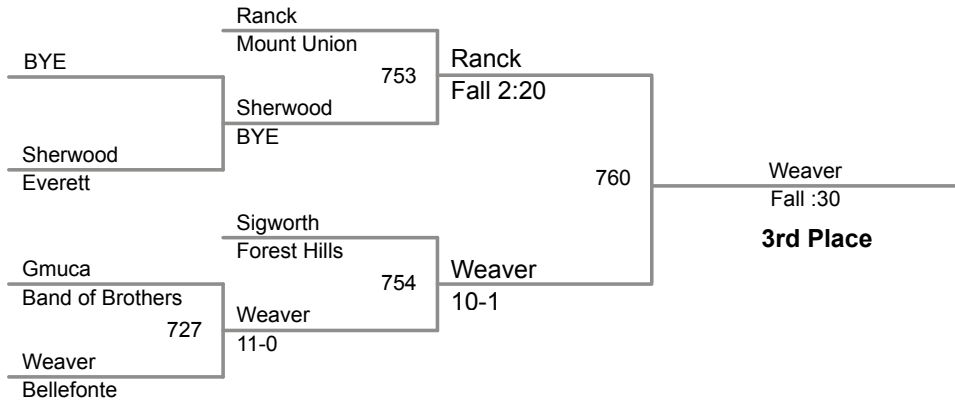 Ranck
Mount Union
BYE
753
Ranck
Fall 2:20
Sherwood
BYE
Sherwood
Everett
760
Weaver
Fall :30
3rd Place
Sigworth
Forest Hills
Gmuca
Band of Brothers
754
Weaver
10-1
727
Weaver
11-0
Weaver
Bellefonte